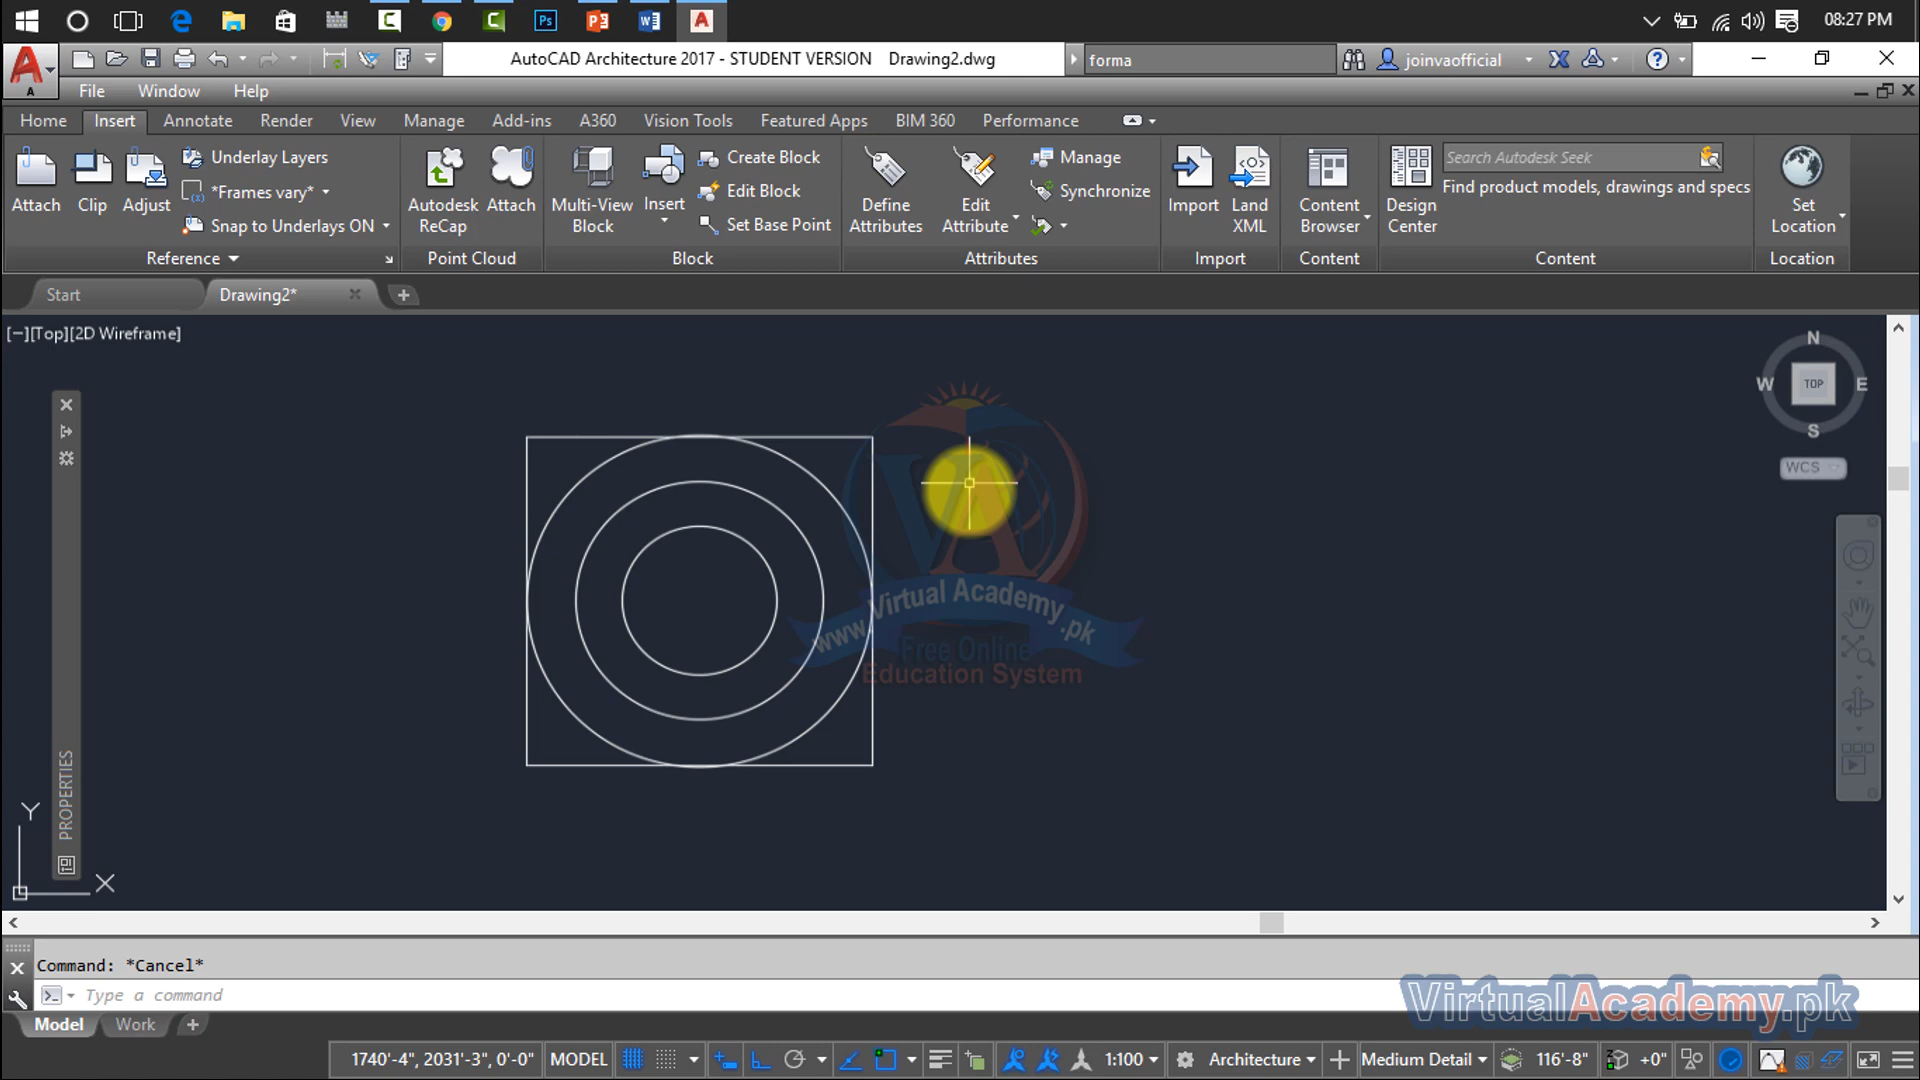 08:27 PM
AutoCAD Architecture 2017 - STUDENT VERSION Drawing2.dwg
forma
joinvaofficial
A
File Window Help
Home Insert Annotate Render View Manage Add-ins A360 Vision Tools Featured Apps BIM 360 Performance
Attach
Clip
Adjust
Underlay Layers
*Frames vary*
Snap to Underlays ON
Reference
Autodesk ReCap
Attach
Point Cloud
Multi-View Block
Insert
Create Block
Edit Block
Set Base Point
Block
Define Attributes
Edit Attribute
Manage
Synchronize
Attributes
Import
Land XML
Import
Content Browser
Content
Design Center
Search Autodesk Seek
Find product models, drawings and specs
Content
Set Location
Location
Start
Drawing2*
[−][Top][2D Wireframe]
N
W TOP E
S
WCS
VA
www.VirtualAcademy.pk
Free Online
Education System
PROPERTIES
Y
X
Command: *Cancel*
Type a command
VirtualAcademy.pk
Model Work
1740'-4", 2031'-3", 0'-0" MODEL 1:100 Architecture Medium Detail 116'-8" +0"